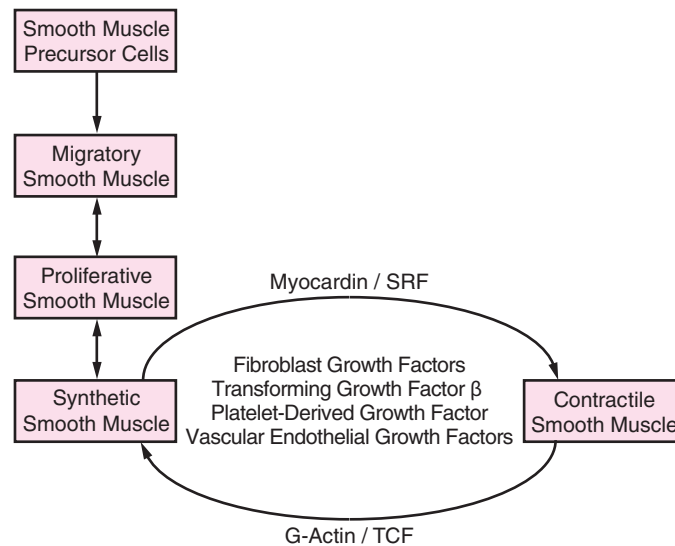 Smooth Muscle
Precursor Cells
Migratory
Smooth Muscle
Proliferative
Smooth Muscle
Myocardin / SRF
Fibroblast Growth Factors
Transforming Growth Factor β
Platelet-Derived Growth Factor
Vascular Endothelial Growth Factors
Synthetic
Smooth Muscle
Contractile
Smooth Muscle
G-Actin / TCF